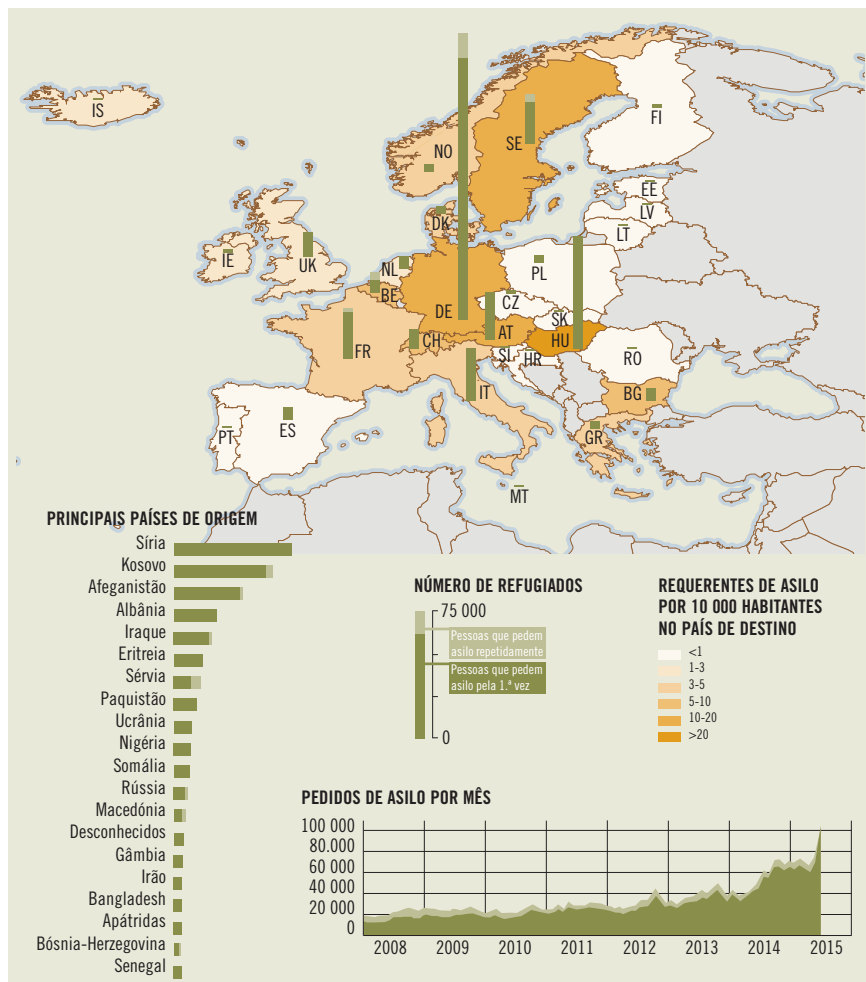 IS
FI
NO
SE
EE
LV
DK
LT
IE
UK
NL
PL
BE
DE
CZ
SK
FR
CH
AT
HU
SI
HR
RO
IT
BG
PT
ES
GR
MT
PRINCIPAIS PAÍSES DE ORIGEM
Síria
Kosovo
Afeganistão
Albânia
Iraque
Eritreia
Sérvia
Paquistão
Ucrânia
Nigéria
Somália
Rússia
Macedónia
Desconhecidos
Gâmbia
Irão
Bangladesh
Apátridas
Bósnia-Herzegovina
Senegal
NÚMERO DE REFUGIADOS
75 000
Pessoas que pedem
asilo repetidamente
Pessoas que pedem
asilo pela 1.ª vez
0
REQUERENTES DE ASILO
POR 10 000 HABITANTES
NO PAÍS DE DESTINO
<1
1-3
3-5
5-10
10-20
>20
PEDIDOS DE ASILO POR MÊS
100 000
80.000
60 000
40 000
20 000
0
2008 2009 2010 2011 2012 2013 2014 2015